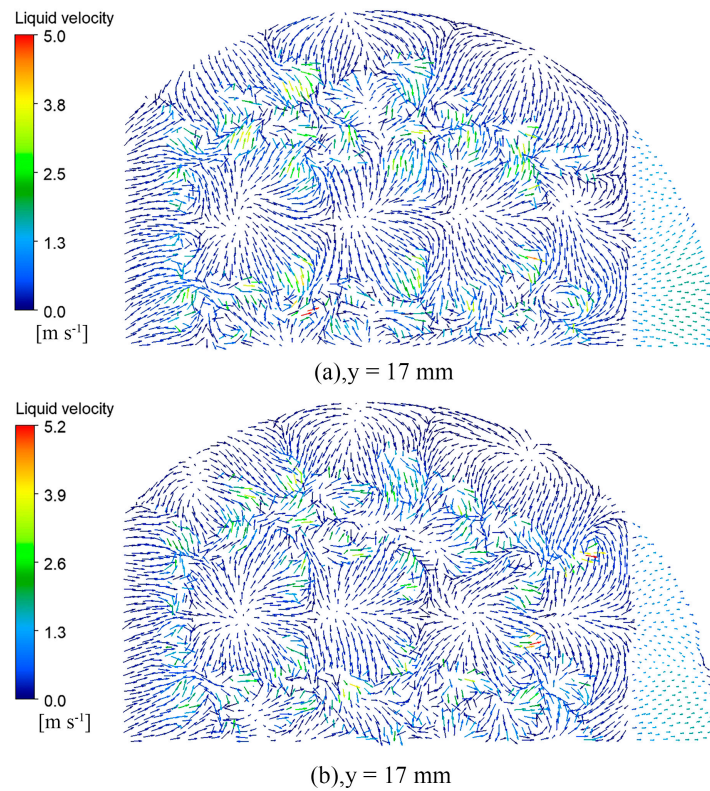 Liquid velocity
5.0
3.8
2.5
1.3
0.0
[m s-1]
(a),y = 17 mm
Liquid velocity
5.2
3.9
2.6
1.3
0.0
[m s-1]
(b),y = 17 mm